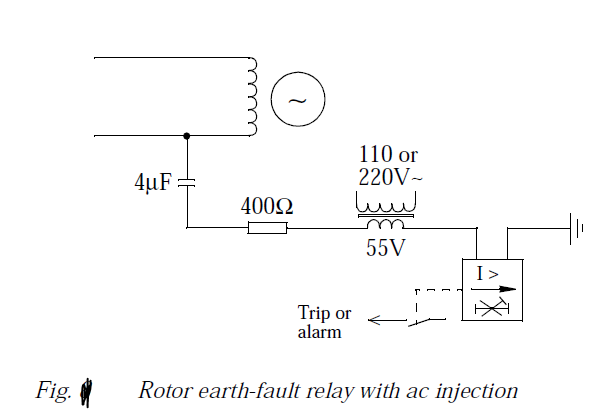 ~
110 or
220V~
4µF
400Ω
55V
I >
Trip or
alarm
Fig. Rotor earth-fault relay with ac injection